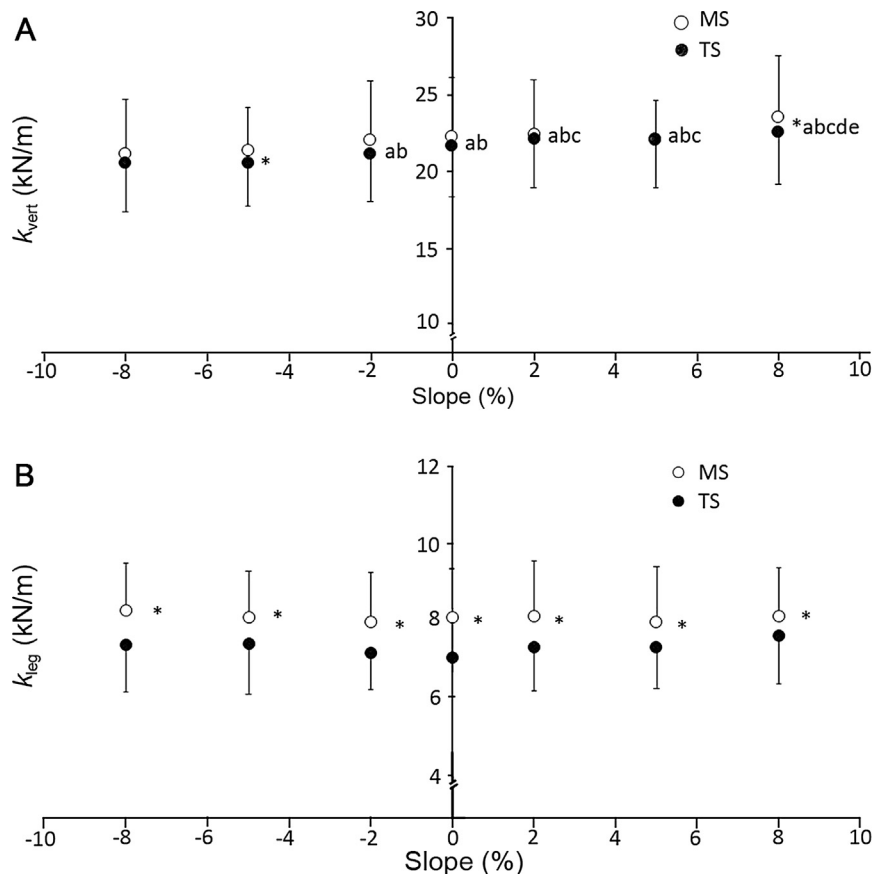 A
30
MS
TS
25
*abcde
ab
ab
abc
abc
*
20
kvert (kN/m)
15
10
-10 -8 -6 -4 -2 0 2 4 6 8 10
Slope (%)
B
12
MS
TS
10
* * * * * * *
8
kleg (kN/m)
6
4
-10 -8 -6 -4 -2 0 2 4 6 8 10
Slope (%)